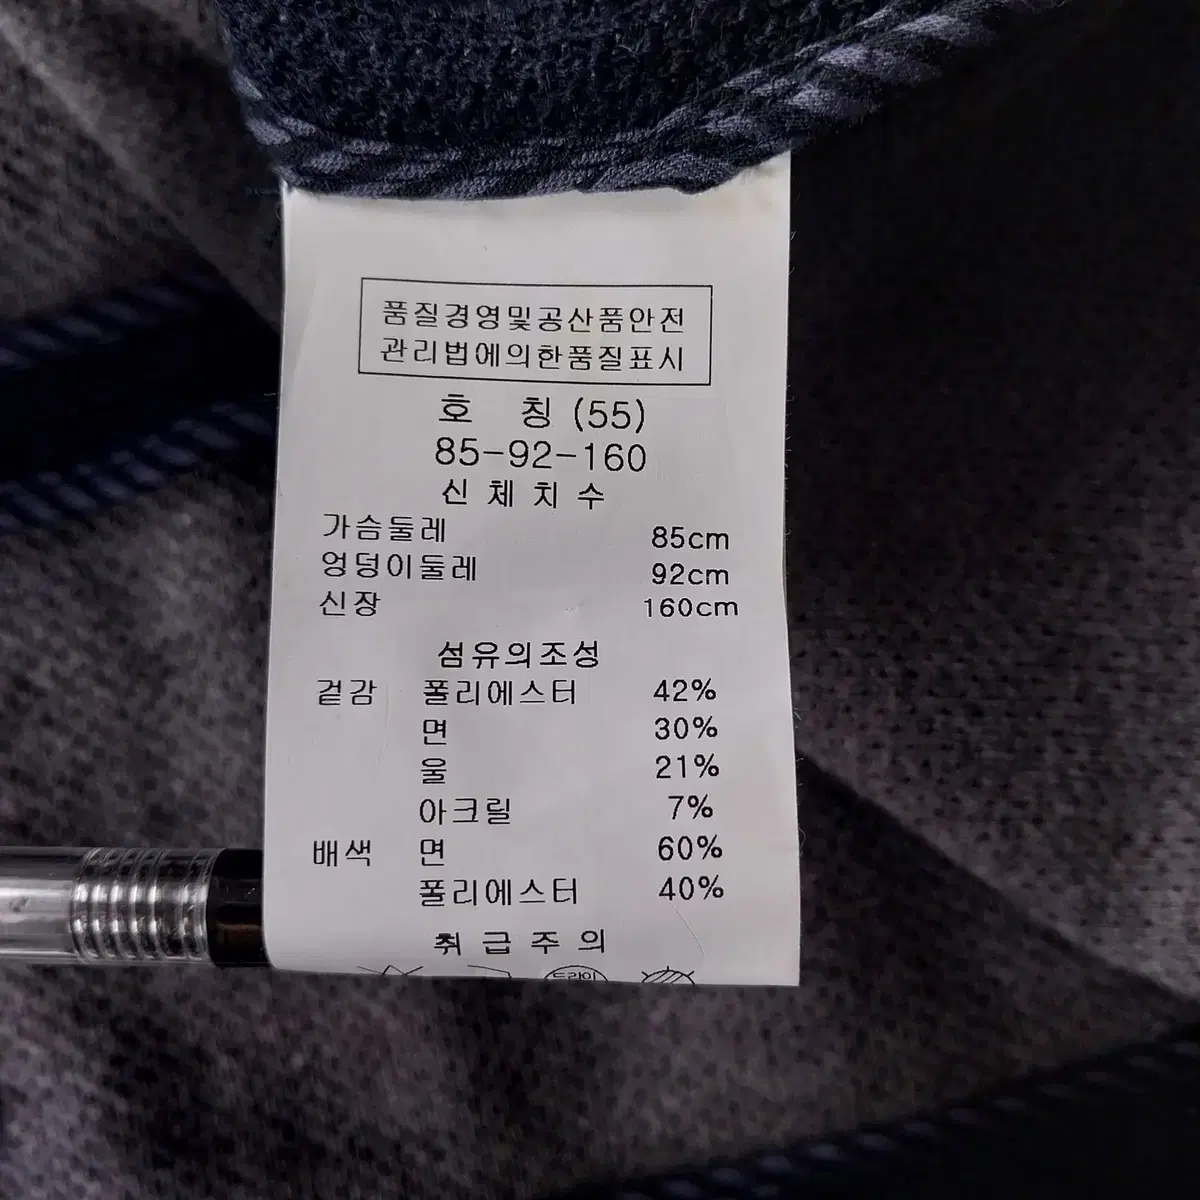 품질경영및공산품안전
관리법에의한품질표시
호 칭 (55)
85-92-160
신 체 치 수
가슴둘레 85cm
엉덩이둘레 92cm
신장 160cm
섬유의조성
겉감 폴리에스터 42%
면 30%
울 21%
아크릴 7%
배색 면 60%
폴리에스터 40%
취 급 주 의
드라이